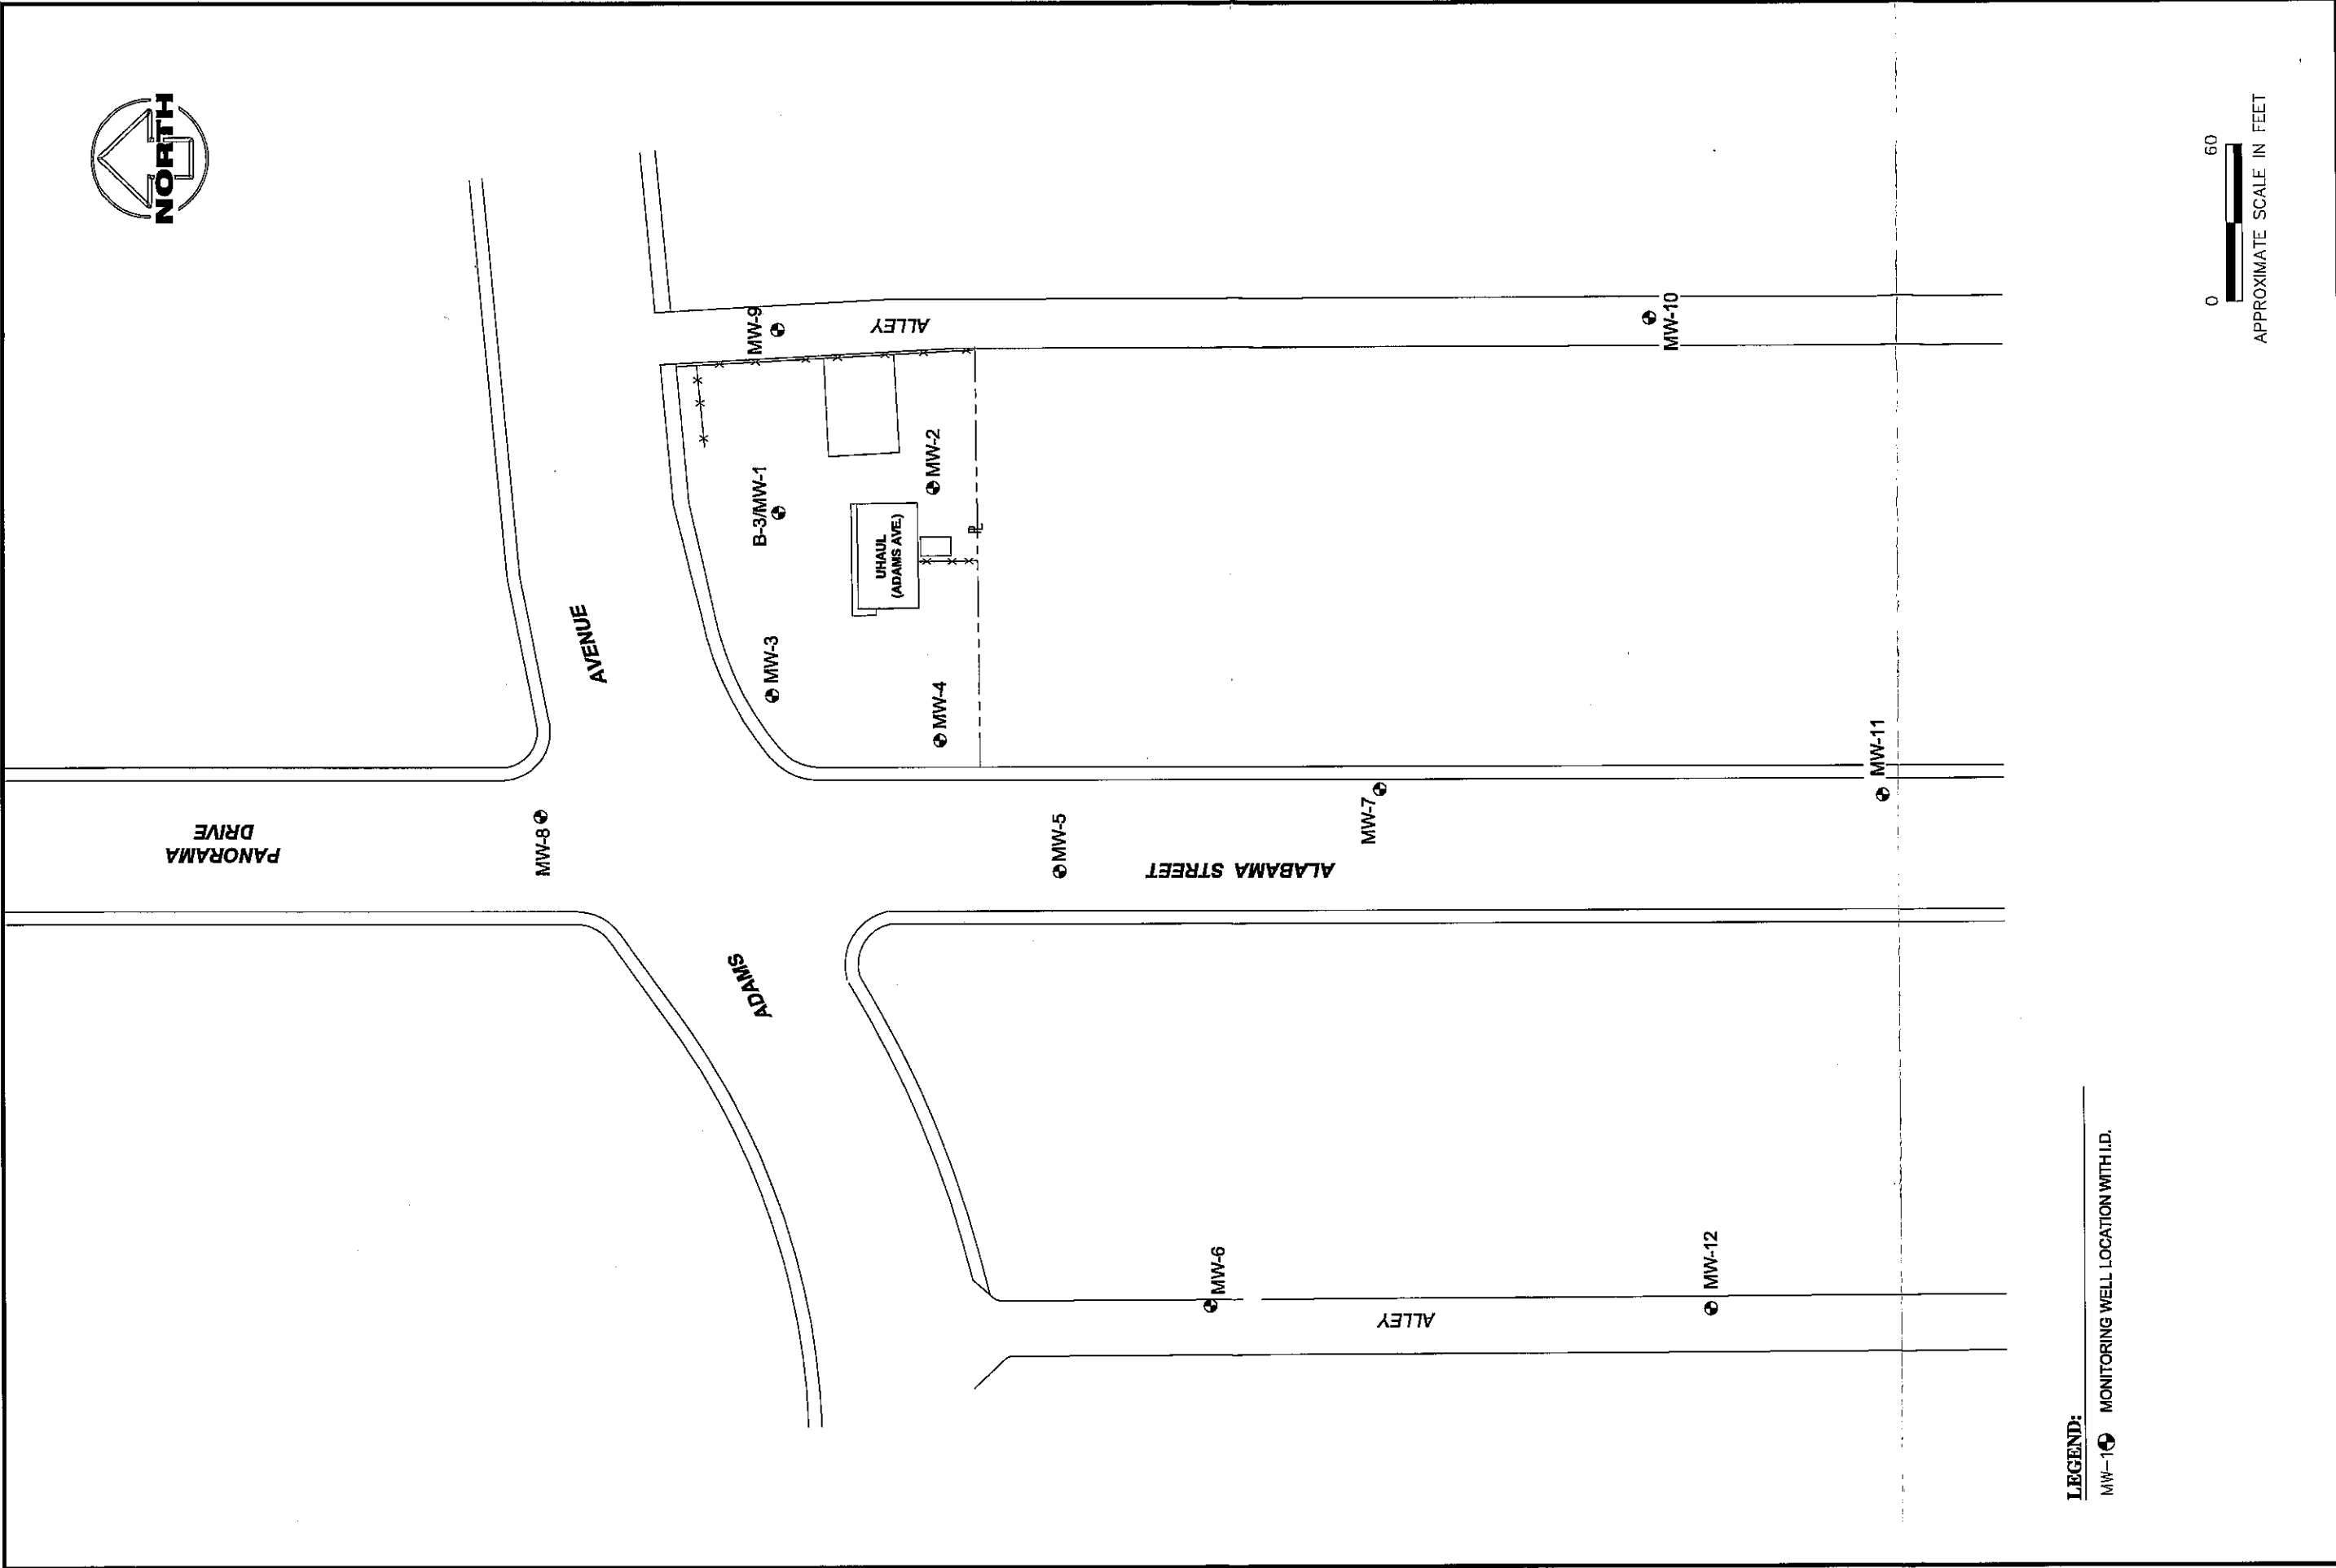 NORTH
PANORAMA
DRIVE
AVENUE
ADAMS
MW-8
MW-9
ALLEY
B-3/MW-1
MW-2
UHAUL
(ADAMS AVE.)
PL
MW-3
MW-4
MW-5
ALABAMA STREET
MW-7
MW-10
MW-11
MW-6
ALLEY
MW-12
LEGEND:
MW-1 MONITORING WELL LOCATION WITH I.D.
0 60
APPROXIMATE SCALE IN FEET